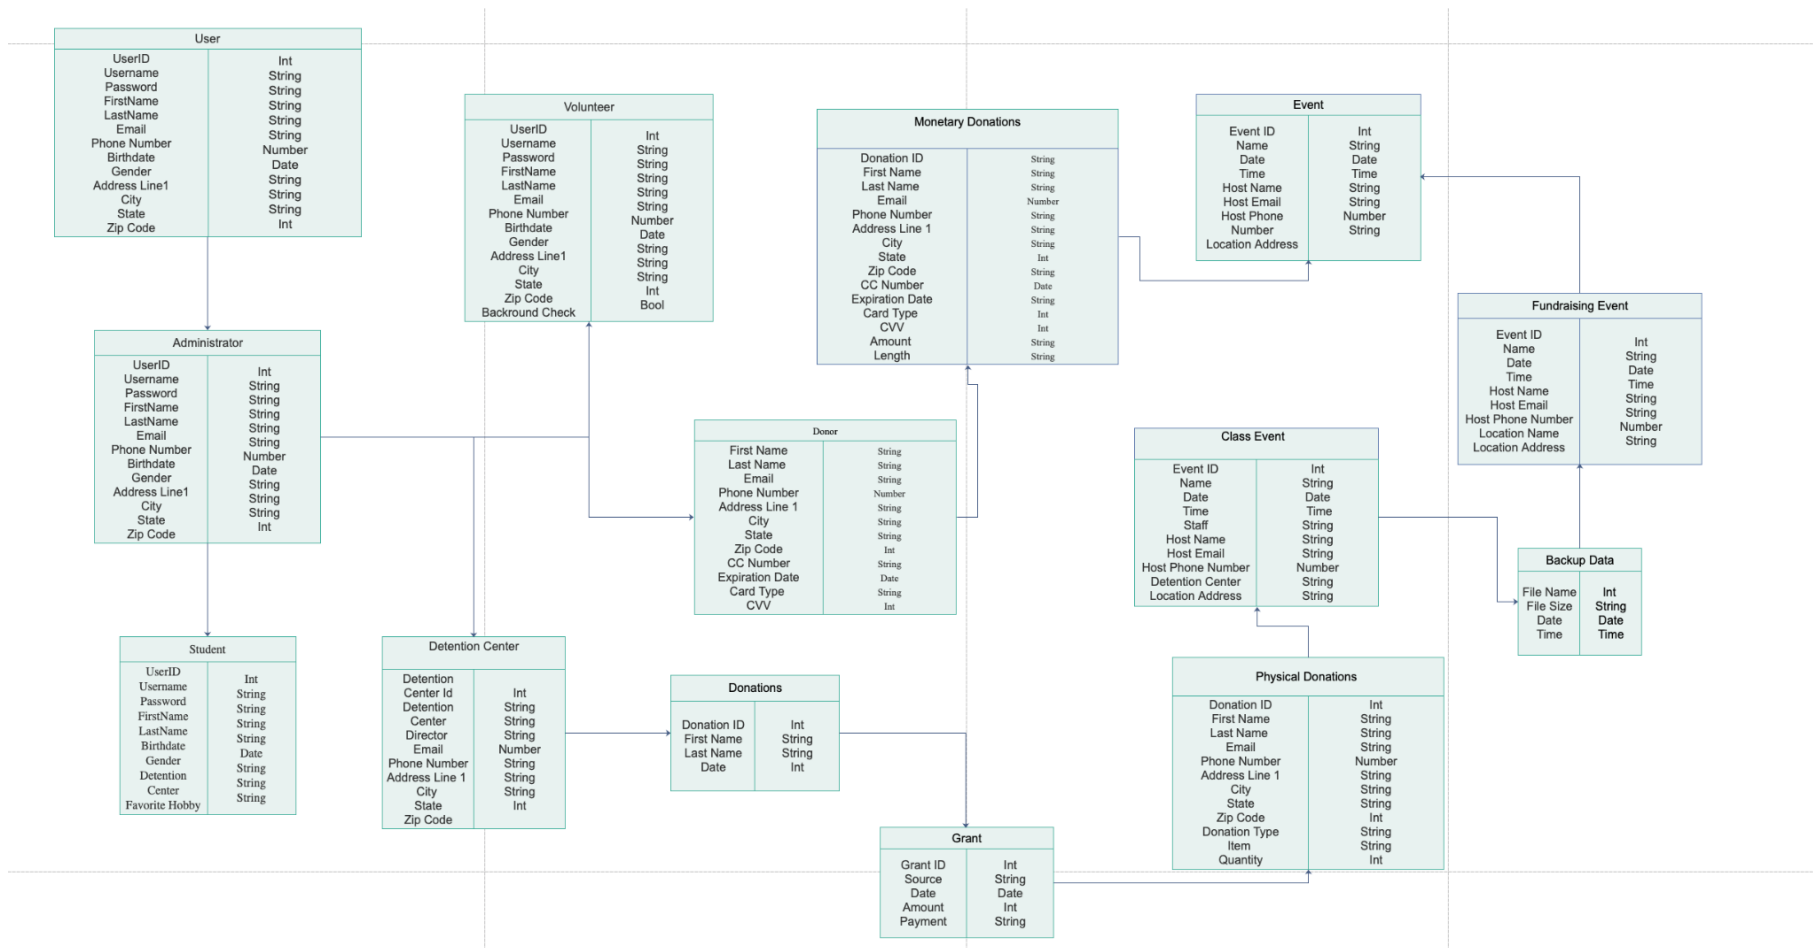 User
UserID
Username
Password
FirstName
LastName
Email
Phone Number
Birthdate
Gender
Address Line1
City
State
Zip Code
Int
String
String
String
String
String
Number
Date
String
String
String
Int
Volunteer
UserID
Username
Password
FirstName
LastName
Email
Phone Number
Birthdate
Gender
Address Line1
City
State
Zip Code
Backround Check
Int
String
String
String
String
String
Number
Date
String
String
String
Int
Bool
Monetary Donations
Donation ID
First Name
Last Name
Email
Phone Number
Address Line 1
City
State
Zip Code
CC Number
Expiration Date
Card Type
CVV
Amount
Length
String
String
String
Number
String
String
String
Int
String
Date
String
Int
Int
String
String
Event
Event ID
Name
Date
Time
Host Name
Host Email
Host Phone
Number
Location Address
Int
String
Date
Time
String
String
Number
String
Fundraising Event
Event ID
Name
Date
Time
Host Name
Host Email
Host Phone Number
Location Name
Location Address
Int
String
Date
Time
String
String
Number
String
Administrator
UserID
Username
Password
FirstName
LastName
Email
Phone Number
Birthdate
Gender
Address Line1
City
State
Zip Code
Int
String
String
String
String
String
Number
Date
String
String
String
Int
Donor
First Name
Last Name
Email
Phone Number
Address Line 1
City
State
Zip Code
CC Number
Expiration Date
Card Type
CVV
String
String
String
Number
String
String
String
Int
String
Date
String
Int
Class Event
Event ID
Name
Date
Time
Staff
Host Name
Host Email
Host Phone Number
Detention Center
Location Address
Int
String
Date
Time
String
String
String
Number
String
String
Backup Data
File Name
File Size
Date
Time
Int
String
Date
Time
Student
UserID
Username
Password
FirstName
LastName
Birthdate
Gender
Detention
Center
Favorite Hobby
Int
String
String
String
String
Date
String
String
String
Detention Center
Detention
Center Id
Detention
Center
Director
Email
Phone Number
Address Line 1
City
State
Zip Code
Int
String
String
String
Number
String
String
String
Int
Donations
Donation ID
First Name
Last Name
Date
Int
String
String
Int
Physical Donations
Donation ID
First Name
Last Name
Email
Phone Number
Address Line 1
City
State
Zip Code
Donation Type
Item
Quantity
Int
String
String
String
Number
String
String
String
Int
String
String
Int
Grant
Grant ID
Source
Date
Amount
Payment
Int
String
Date
Int
String